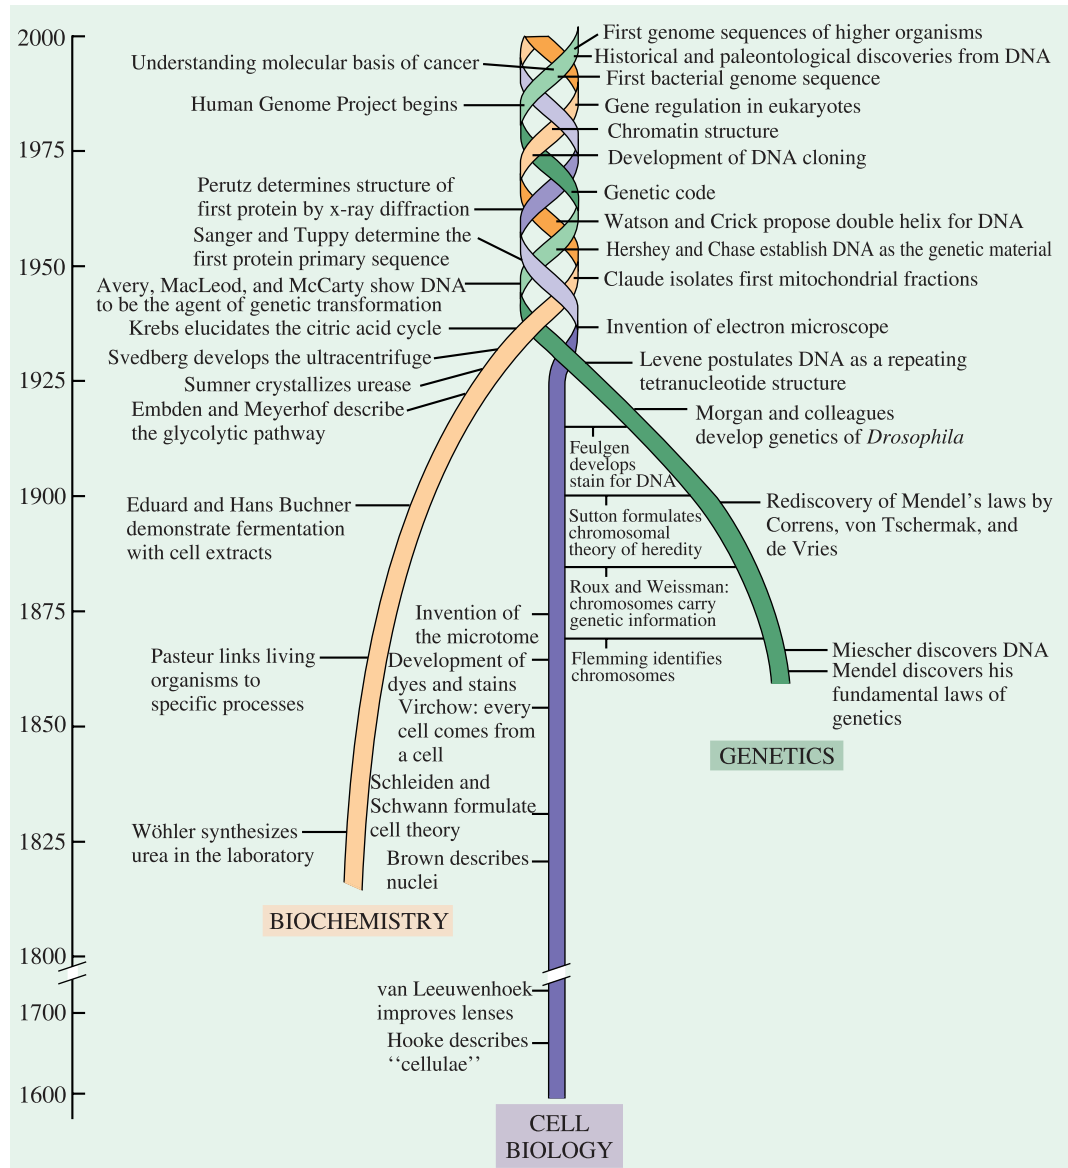 2000
1975
1950
1925
1900
1875
1850
1825
1800
1700
1600
Understanding molecular basis of cancer
Human Genome Project begins
Perutz determines structure of
first protein by x-ray diffraction
Sanger and Tuppy determine the
first protein primary sequence
Avery, MacLeod, and McCarty show DNA
to be the agent of genetic transformation
Krebs elucidates the citric acid cycle
Svedberg develops the ultracentrifuge
Sumner crystallizes urease
Embden and Meyerhof describe
the glycolytic pathway
Eduard and Hans Buchner
demonstrate fermentation
with cell extracts
Pasteur links living
organisms to
specific processes
Wöhler synthesizes
urea in the laboratory
BIOCHEMISTRY
First genome sequences of higher organisms
Historical and paleontological discoveries from DNA
First bacterial genome sequence
Gene regulation in eukaryotes
Chromatin structure
Development of DNA cloning
Genetic code
Watson and Crick propose double helix for DNA
Hershey and Chase establish DNA as the genetic material
Claude isolates first mitochondrial fractions
Invention of electron microscope
Levene postulates DNA as a repeating
tetranucleotide structure
Morgan and colleagues
develop genetics of Drosophila
Rediscovery of Mendel's laws by
Correns, von Tschermak, and
de Vries
Miescher discovers DNA
Mendel discovers his
fundamental laws of
genetics
GENETICS
Feulgen
develops
stain for DNA
Sutton formulates
chromosomal
theory of heredity
Roux and Weissman:
chromosomes carry
genetic information
Flemming identifies
chromosomes
Invention of
the microtome
Development of
dyes and stains
Virchow: every
cell comes from
a cell
Schleiden and
Schwann formulate
cell theory
Brown describes
nuclei
van Leeuwenhoek
improves lenses
Hooke describes
‘‘cellulae’’
CELL
BIOLOGY